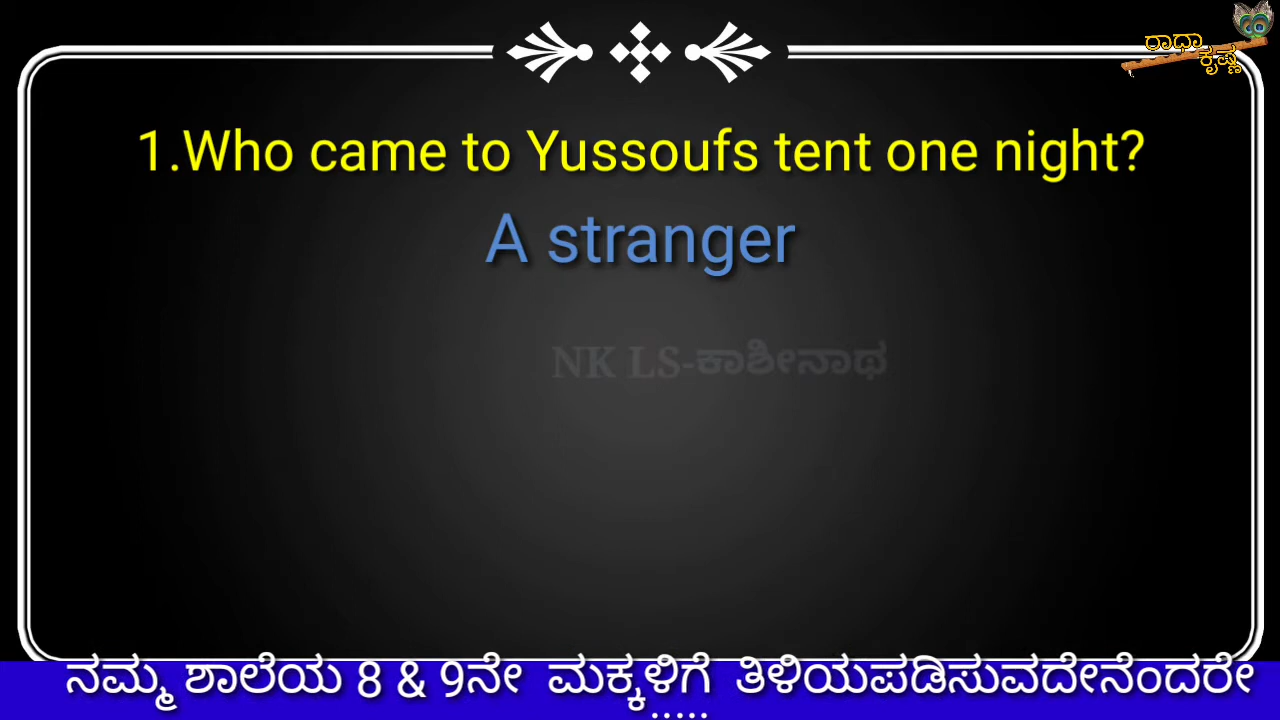 ರಾಧಾ
ಕೃಷ್ಣ
1.Who came to Yussoufs tent one night?
A stranger
NK LS-ಕಾಶೀನಾಥ
ನಮ್ಮ ಶಾಲೆಯ 8 & 9ನೇ ಮಕ್ಕಳಿಗೆ ತಿಳಿಯಪಡಿಸುವದೇನೆಂದರೇ
.....